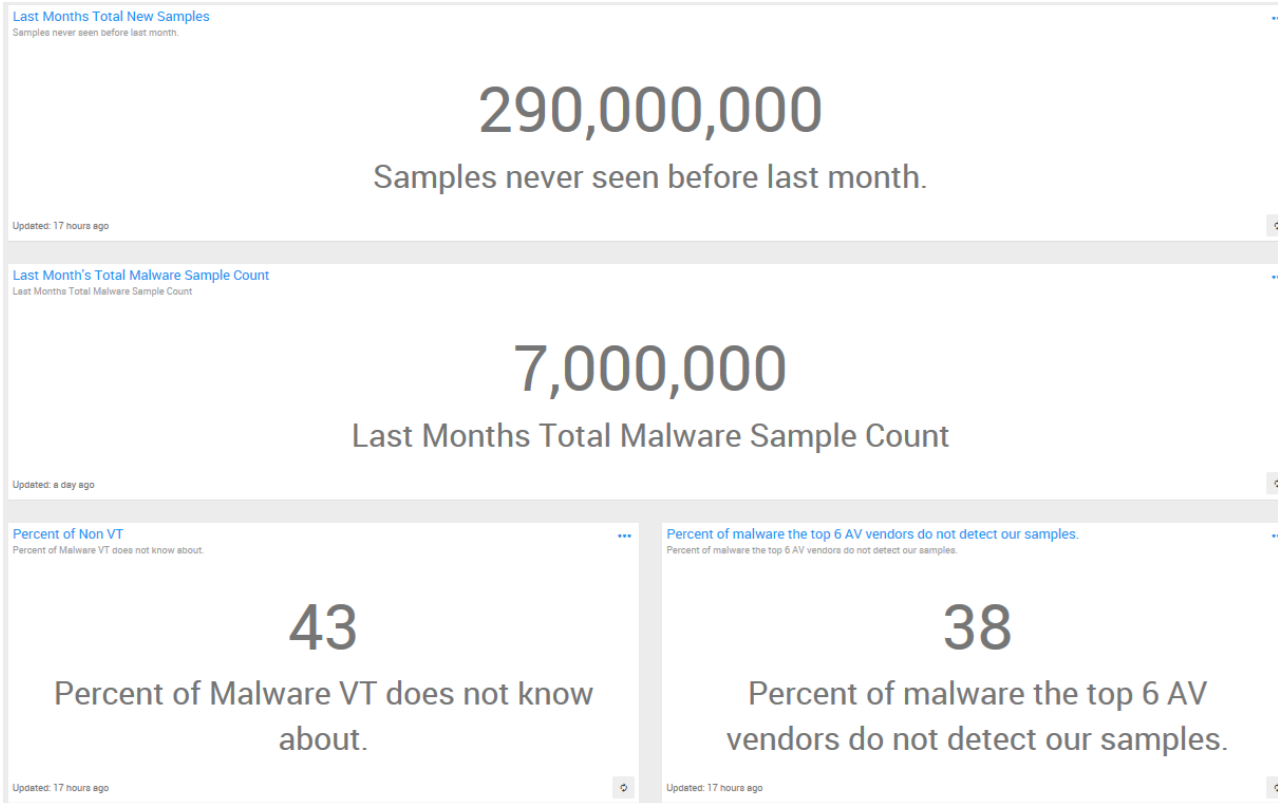 Last Months Total New Samples
Samples never seen before last month.
290,000,000
Samples never seen before last month.
Updated: 17 hours ago
Last Month's Total Malware Sample Count
Last Months Total Malware Sample Count
7,000,000
Last Months Total Malware Sample Count
Updated: a day ago
Percent of Non VT
Percent of Malware VT does not know about.
43
Percent of Malware VT does not know
about.
Updated: 17 hours ago
Percent of malware the top 6 AV vendors do not detect our samples.
Percent of malware the top 6 AV vendors do not detect our samples.
38
Percent of malware the top 6 AV
vendors do not detect our samples.
Updated: 17 hours ago